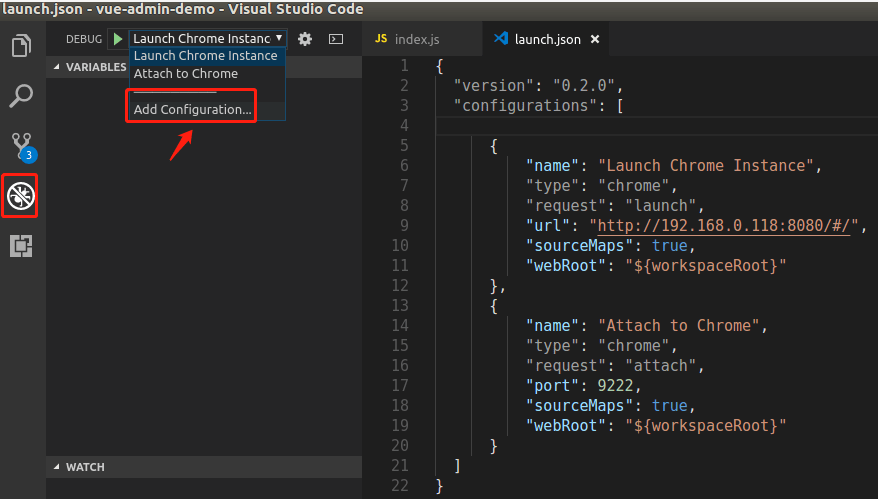 launch.json - vue-admin-demo - Visual Studio Code
DEBUG
Launch Chrome Instanc
Launch Chrome Instance
Attach to Chrome
Add Configuration...
VARIABLES
3
WATCH
JS index.js
launch.json
1 {
2 "version": "0.2.0",
3 "configurations": [
4
5 {
6 "name": "Launch Chrome Instance",
7 "type": "chrome",
8 "request": "launch",
9 "url": "http://192.168.0.118:8080/#/",
10 "sourceMaps": true,
11 "webRoot": "${workspaceRoot}"
12 },
13 {
14 "name": "Attach to Chrome",
15 "type": "chrome",
16 "request": "attach",
17 "port": 9222,
18 "sourceMaps": true,
19 "webRoot": "${workspaceRoot}"
20 }
21 ]
22 }